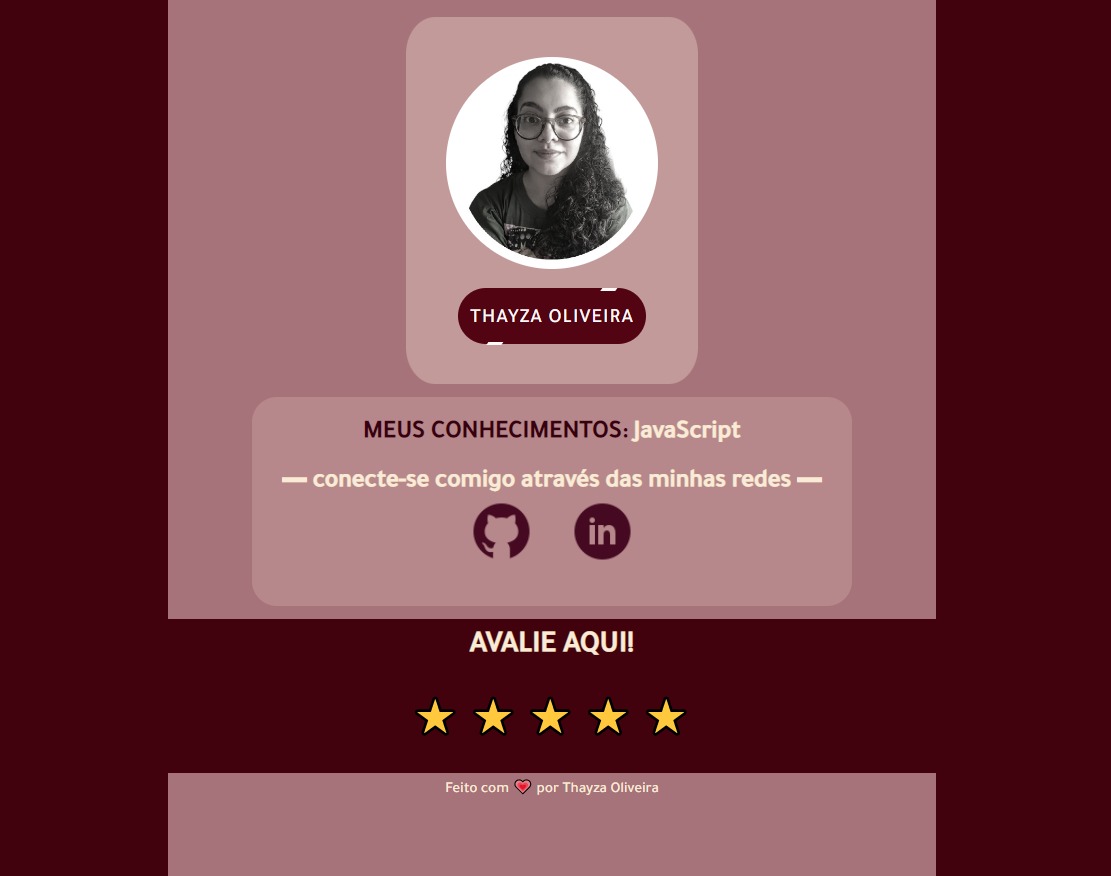 THAYZA OLIVEIRA
MEUS CONHECIMENTOS: JavaScript
— conecte-se comigo através das minhas redes —
in
AVALIE AQUI!
Feito com ❤ por Thayza Oliveira